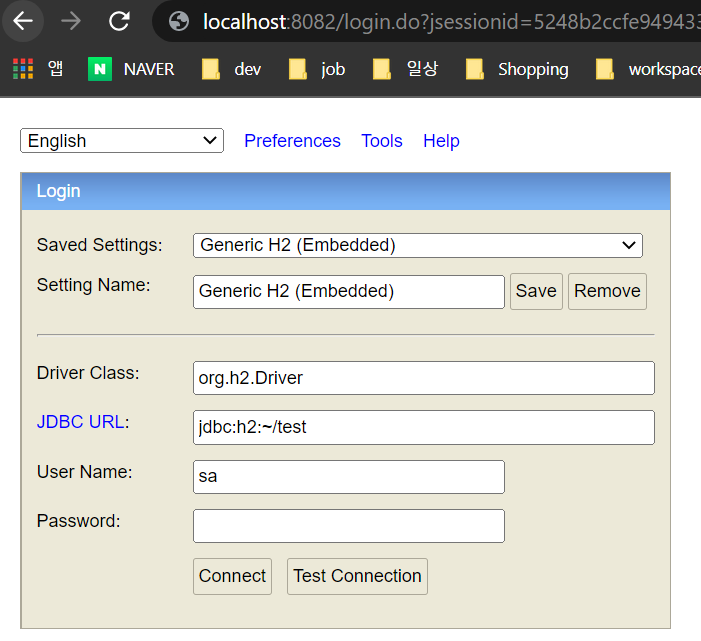 localhost:8082/login.do?jsessionid=5248b2ccfe949433
앱 N NAVER dev job 일상 Shopping workspace
English Preferences Tools Help
Login
Saved Settings: Generic H2 (Embedded)
Setting Name: Generic H2 (Embedded) Save Remove
Driver Class: org.h2.Driver
JDBC URL: jdbc:h2:~/test
User Name: sa
Password:
Connect Test Connection